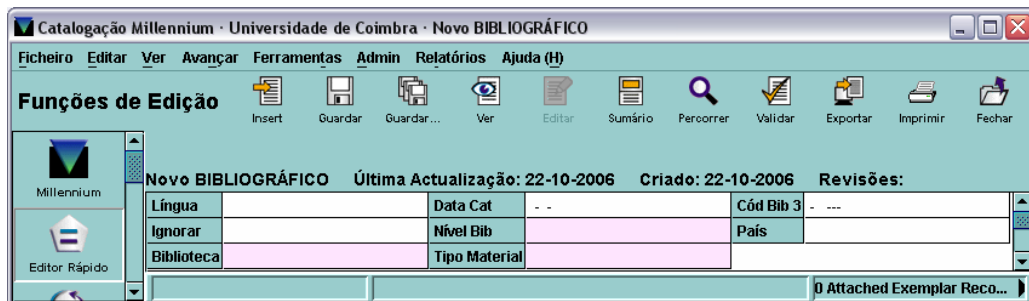 Catalogação Millennium · Universidade de Coimbra · Novo BIBLIOGRÁFICO
Ficheiro Editar Ver Avançar Ferramentas Admin Relatórios Ajuda (H)
Funções de Edição
Insert Guardar Guardar... Ver Editar Sumário Percorrer Validar Exportar Imprimir Fechar
Millennium
Editor Rápido
Novo BIBLIOGRÁFICO Última Actualização: 22-10-2006 Criado: 22-10-2006 Revisões:
Língua Data Cat - - Cód Bib 3 - ---
Ignorar Nível Bib País
Biblioteca Tipo Material
0 Attached Exemplar Reco...